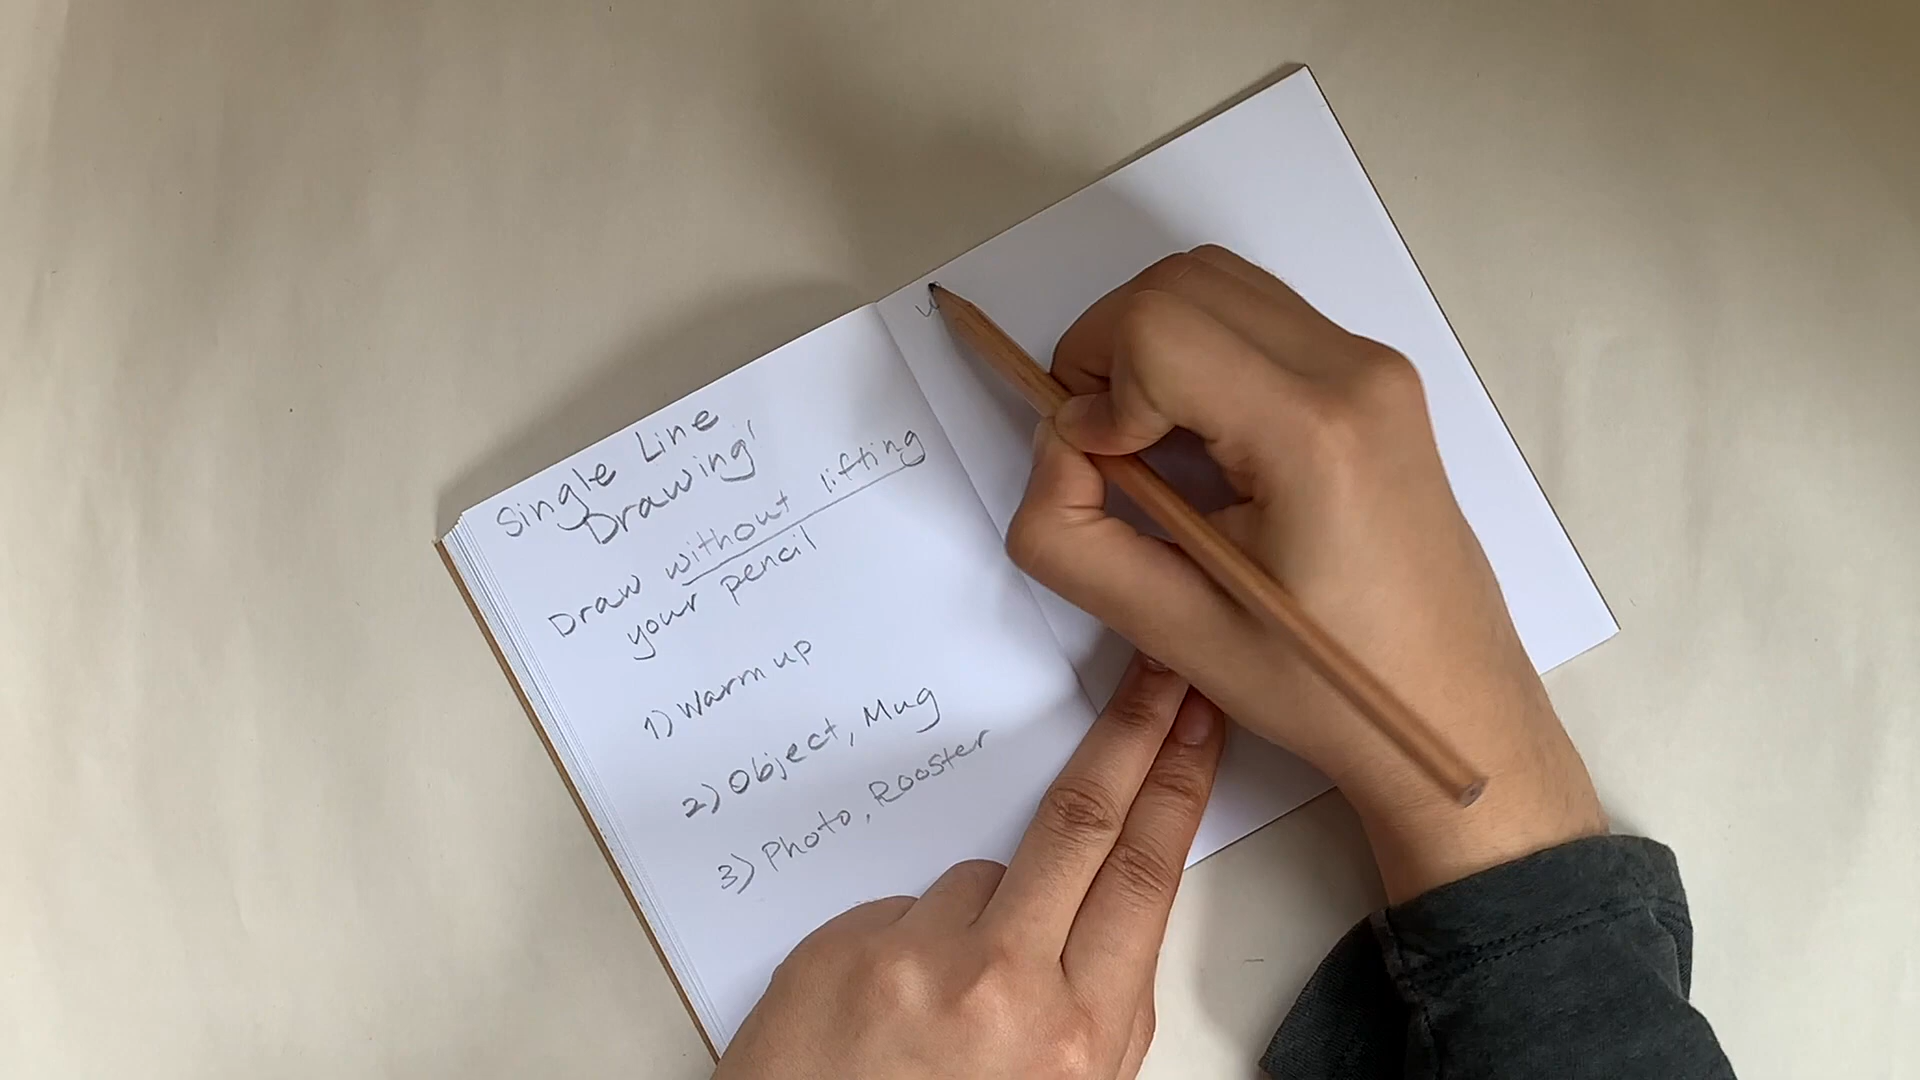 Single Line
Drawing
Draw without lifting
your pencil
1) Warm up
2) Object, Mug
3) Photo, Rooster